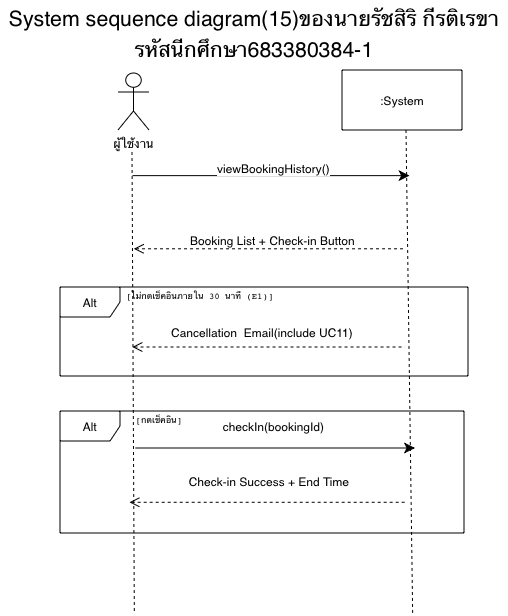 System sequence diagram(15)ของนายรัชสิริ กีรติเรขา
รหัสนีกศึกษา683380384-1
:System
ผู้ใช้งาน
viewBookingHistory()
Booking List + Check-in Button
Alt
[ไม่กดเช็คอินภายใน 30 นาที (E1)]
Cancellation Email(include UC11)
Alt
[กดเช็คอิน]
checkIn(bookingId)
Check-in Success + End Time